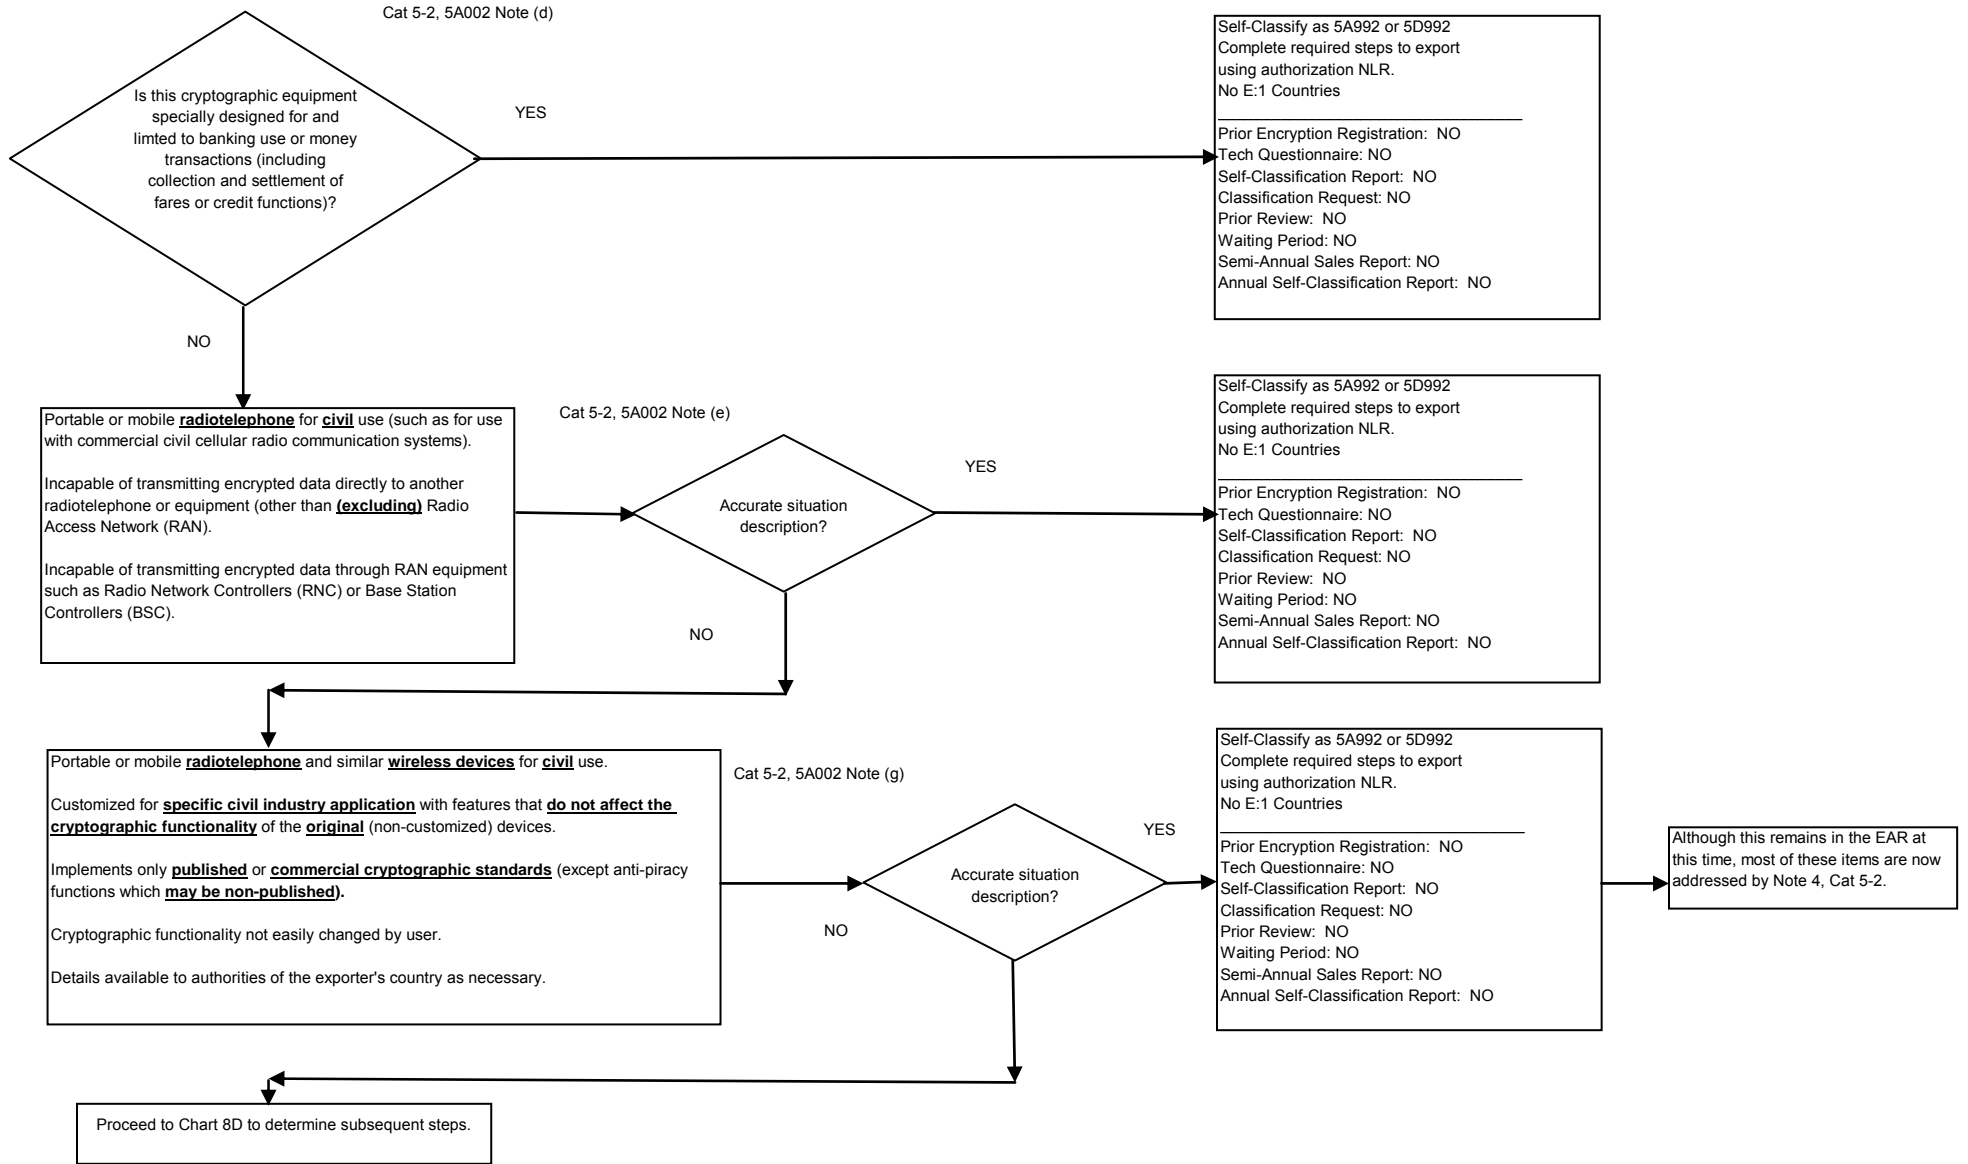 Cat 5-2, 5A002 Note (d)
Is this cryptographic equipment
specially designed for and
limted to banking use or money
transactions (including
collection and settlement of
fares or credit functions)?
YES
NO
Self-Classify as 5A992 or 5D992
Complete required steps to export
using authorization NLR.
No E:1 Countries
Prior Encryption Registration:  NO
Tech Questionnaire: NO
Self-Classification Report:  NO
Classification Request: NO
Prior Review:  NO
Waiting Period: NO
Semi-Annual Sales Report: NO
Annual Self-Classification Report:  NO
Portable or mobile radiotelephone for civil use (such as for use
with commercial civil cellular radio communication systems).
Incapable of transmitting encrypted data directly to another
radiotelephone or equipment (other than (excluding) Radio
Access Network (RAN).
Incapable of transmitting encrypted data through RAN equipment
such as Radio Network Controllers (RNC) or Base Station
Controllers (BSC).
Cat 5-2, 5A002 Note (e)
Accurate situation
description?
YES
NO
Self-Classify as 5A992 or 5D992
Complete required steps to export
using authorization NLR.
No E:1 Countries
Prior Encryption Registration:  NO
Tech Questionnaire: NO
Self-Classification Report:  NO
Classification Request: NO
Prior Review:  NO
Waiting Period: NO
Semi-Annual Sales Report: NO
Annual Self-Classification Report:  NO
Portable or mobile radiotelephone and similar wireless devices for civil use.
Customized for specific civil industry application with features that do not affect the
cryptographic functionality of the original (non-customized) devices.
Implements only published or commercial cryptographic standards (except anti-piracy
functions which may be non-published).
Cryptographic functionality not easily changed by user.
Details available to authorities of the exporter's country as necessary.
Cat 5-2, 5A002 Note (g)
Accurate situation
description?
YES
NO
Self-Classify as 5A992 or 5D992
Complete required steps to export
using authorization NLR.
No E:1 Countries
Prior Encryption Registration:  NO
Tech Questionnaire: NO
Self-Classification Report:  NO
Classification Request: NO
Prior Review:  NO
Waiting Period: NO
Semi-Annual Sales Report: NO
Annual Self-Classification Report:  NO
Although this remains in the EAR at
this time, most of these items are now
addressed by Note 4, Cat 5-2.
Proceed to Chart 8D to determine subsequent steps.